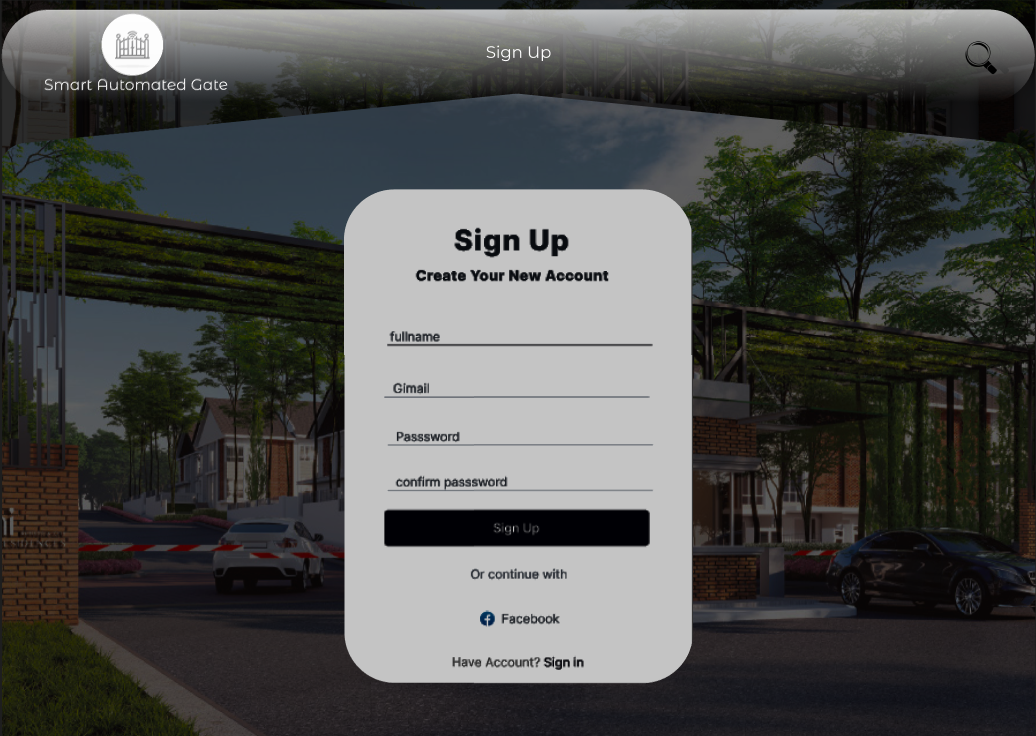 Sign Up
Smart Automated Gate
Sign Up
Create Your New Account
fullname
Gimail
Passsword
confirm passsword
Sign Up
Or continue with
Facebook
Have Account? Sign in